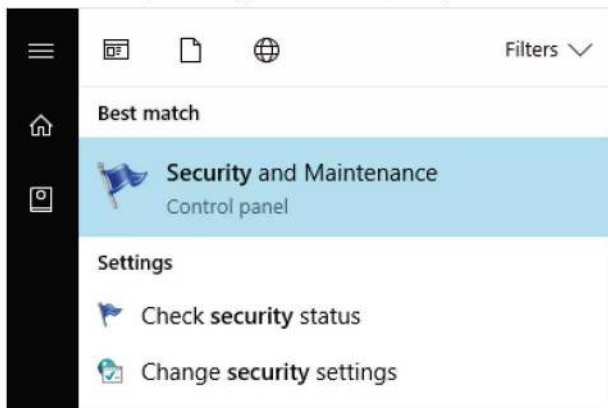 Filters
Best match
Security and Maintenance
Control panel
Settings
Check security status
Change security settings